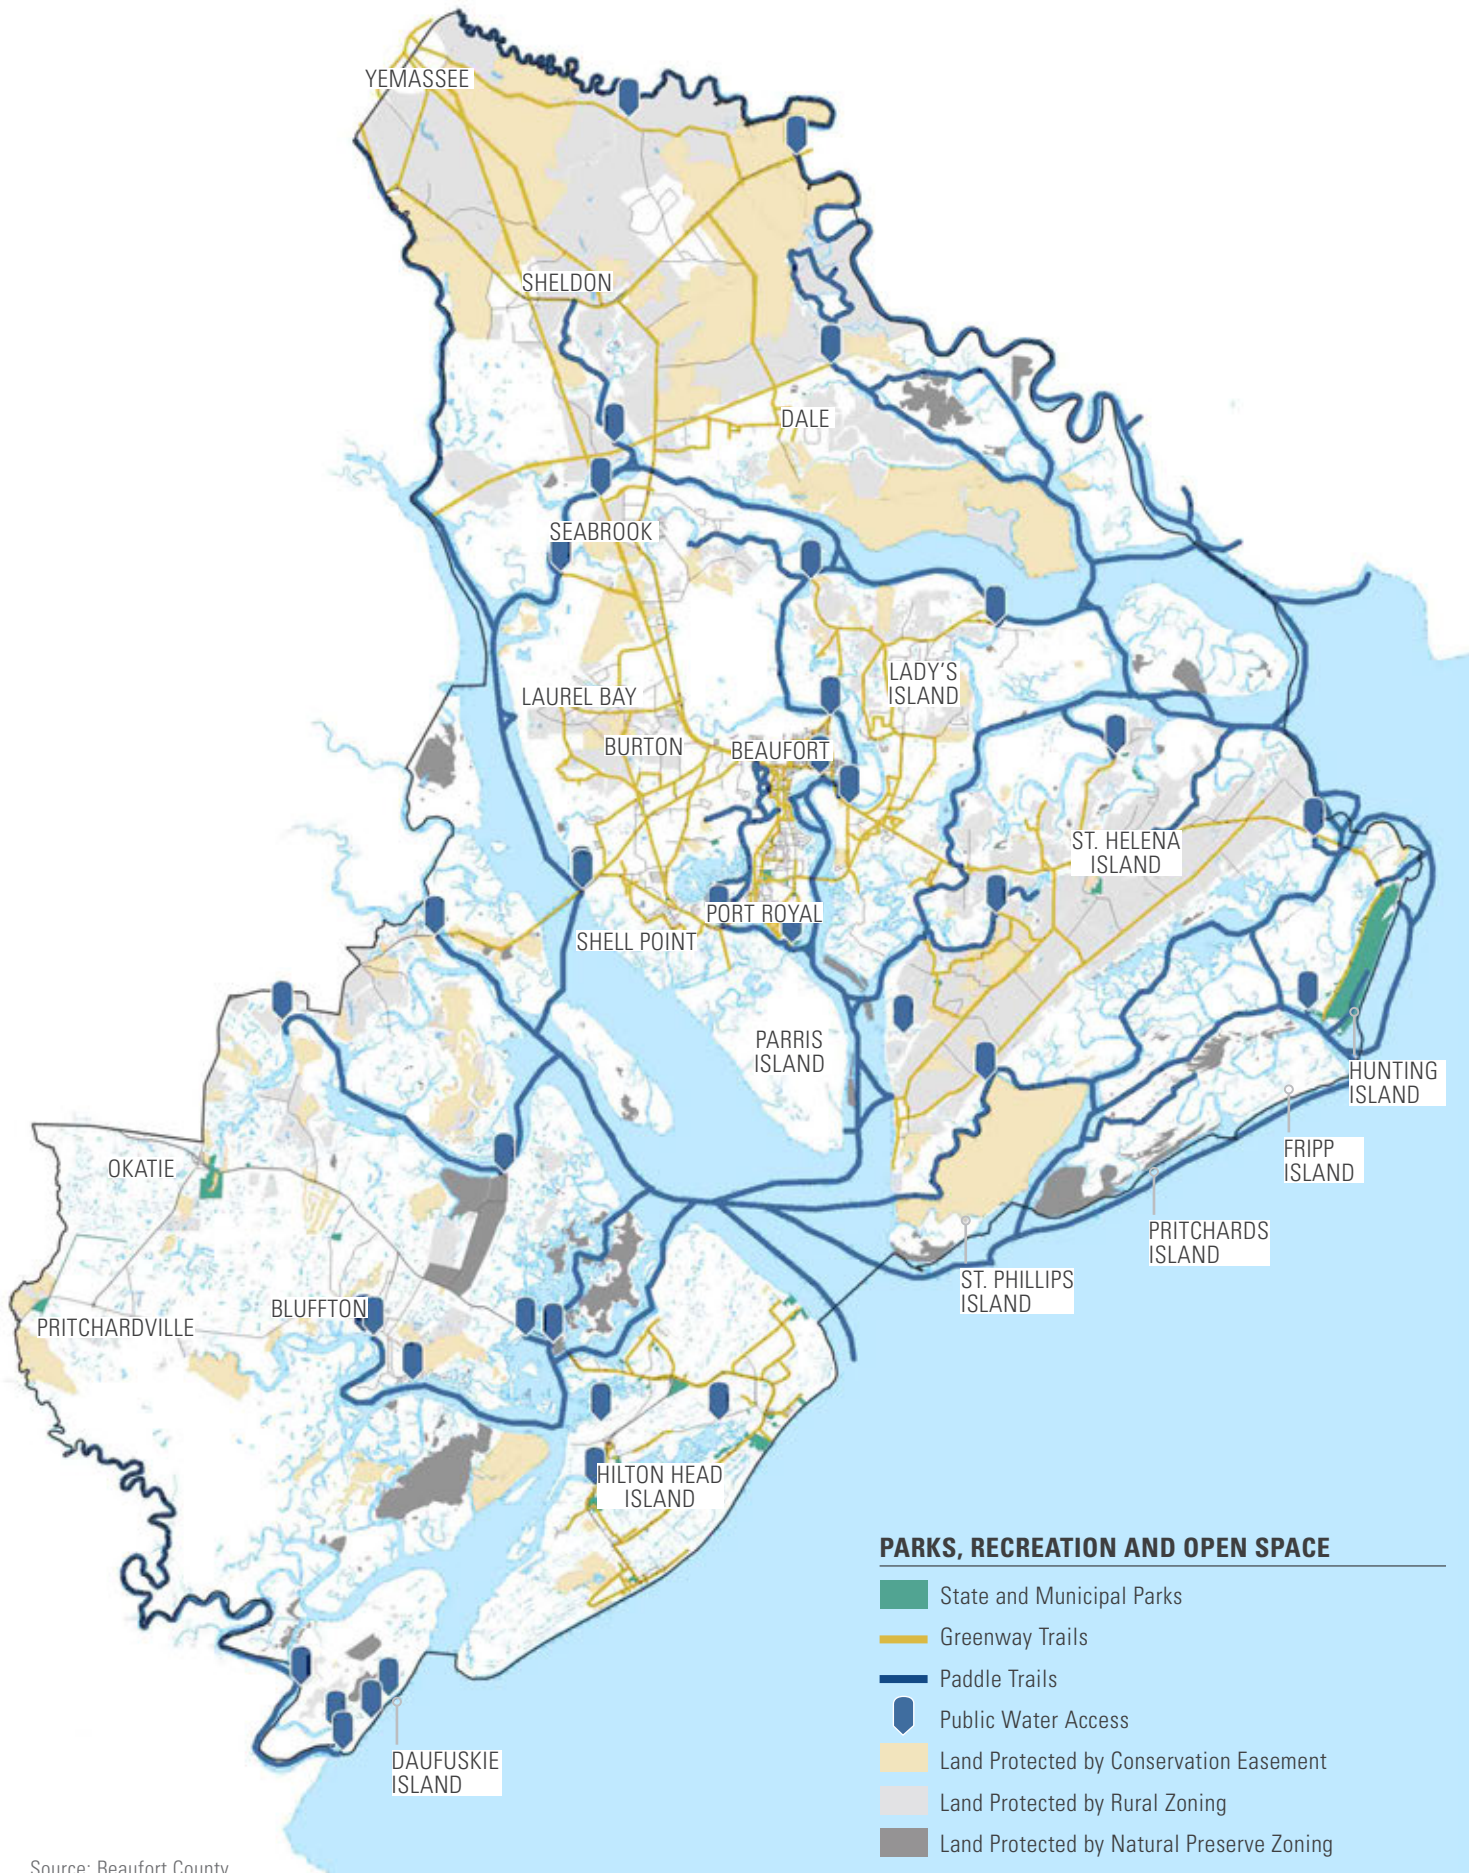 YEMASSEE
SHELDON
DALE
SEABROOK
LADY'S
ISLAND
LAUREL BAY
BURTON
BEAUFORT
ST. HELENA
ISLAND
PORT ROYAL
SHELL POINT
PARRIS
ISLAND
HUNTING
ISLAND
FRIPP
ISLAND
OKATIE
PRITCHARDS
ISLAND
ST. PHILLIPS
ISLAND
BLUFFTON
PRITCHARDVILLE
HILTON HEAD
ISLAND
DAUFUSKIE
ISLAND
PARKS, RECREATION AND OPEN SPACE
State and Municipal Parks
Greenway Trails
Paddle Trails
Public Water Access
Land Protected by Conservation Easement
Land Protected by Rural Zoning
Land Protected by Natural Preserve Zoning
Source: Beaufort County